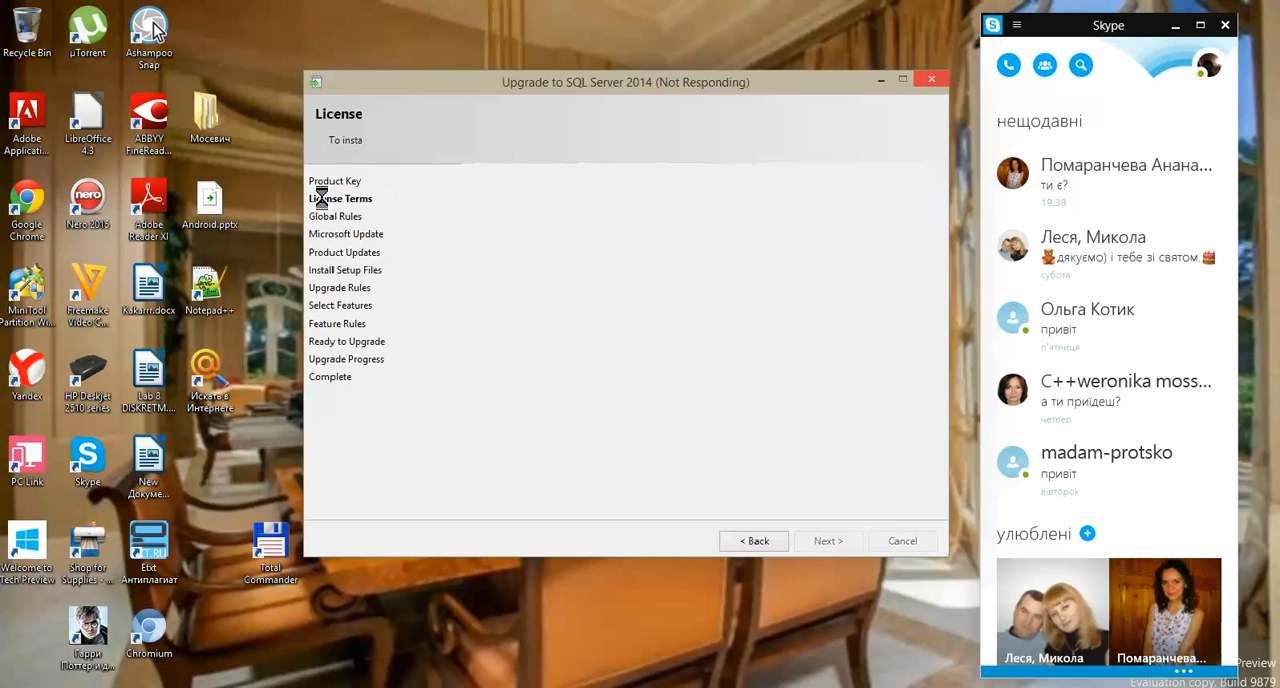 Recycle Bin
µTorrent
Ashampoo
Snap
Adobe
Applicati...
LibreOffice
4.3
ABBYY
FineRead...
Мосевич
Google
Chrome
Nero 2015
Adobe
Reader XI
Android.pptx
MiniTool
Partition Wi...
Freemake
Video C...
Kakarrr.docx
Notepad++
Yandex
HP Deskjet
2510 series
Lab 8
DISKRETM....
Искать в
Интернете
PC Link
Skype
New
Докуме...
Welcome to
Tech Preview
Shop for
Supplies - ...
Etxt
Антиплагиат
Total
Commander
Гарри
Поттер и д...
Chromium
Upgrade to SQL Server 2014 (Not Responding)
License
To insta
Product Key
License Terms
Global Rules
Microsoft Update
Product Updates
Install Setup Files
Upgrade Rules
Select Features
Feature Rules
Ready to Upgrade
Upgrade Progress
Complete
< Back
Next >
Cancel
Skype
нещодавні
Помаранчева Анана...
ти є?
19:38
Леся, Микола
дякуємо) і тебе зі святом.
субота
Ольга Котик
привіт
п'ятниця
C++weronika moss...
а ти приїдеш?
четвер
madam-protsko
привіт
вівторок
улюблені
Леся, Микола
Помаранчева...
Preview
Evaluation copy. Build 9879